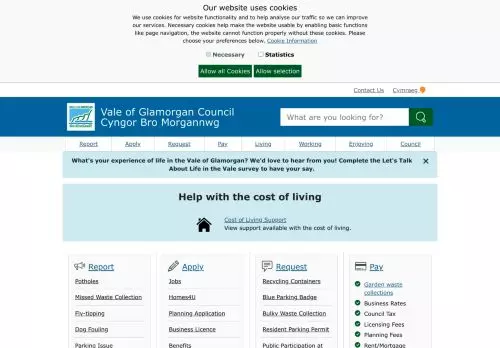 Our website uses cookies
We use cookies for website functionality and to help analyse our traffic so we can improve
our services. Necessary cookies help make the website usable by enabling basic functions
like page navigation, the website cannot function properly without these cookies. Please
choose your preferences below. Cookie Information
Necessary Statistics
Allow all Cookies Allow selection
Contact Us Cymraeg
Vale of Glamorgan Council
Cyngor Bro Morgannwg
What are you looking for?
Report Apply Request Pay Living Working Enjoying Council
What's your experience of life in the Vale of Glamorgan? We'd love to hear from you! Complete the Let's Talk
About Life in the Vale survey to have your say.
Help with the cost of living
Cost of Living Support
View support available with the cost of living.
Report
Potholes
Missed Waste Collection
Fly-tipping
Dog Fouling
Parking Issue
Apply
Jobs
Homes4U
Planning Application
Business Licence
Benefits
Request
Recycling Containers
Blue Parking Badge
Bulky Waste Collection
Resident Parking Permit
Public Participation at
Pay
Garden waste
collections
Business Rates
Council Tax
Licensing Fees
Planning Fees
Rent/Mortgage